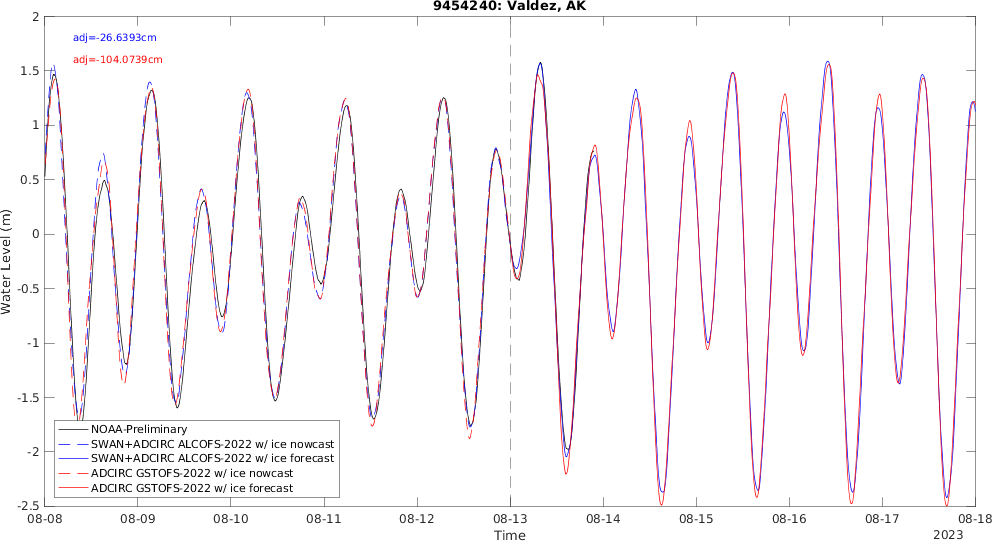 9454240: Valdez, AK
adj=-26.6393cm
adj=-104.0739cm
Water Level (m)
2
1.5
1
0.5
0
-0.5
-1
-1.5
-2
-2.5
NOAA-Preliminary
SWAN+ADCIRC ALCOFS-2022 w/ ice nowcast
SWAN+ADCIRC ALCOFS-2022 w/ ice forecast
ADCIRC GSTOFS-2022 w/ ice nowcast
ADCIRC GSTOFS-2022 w/ ice forecast
08-08 08-09 08-10 08-11 08-12 08-13 08-14 08-15 08-16 08-17 08-18
Time
2023